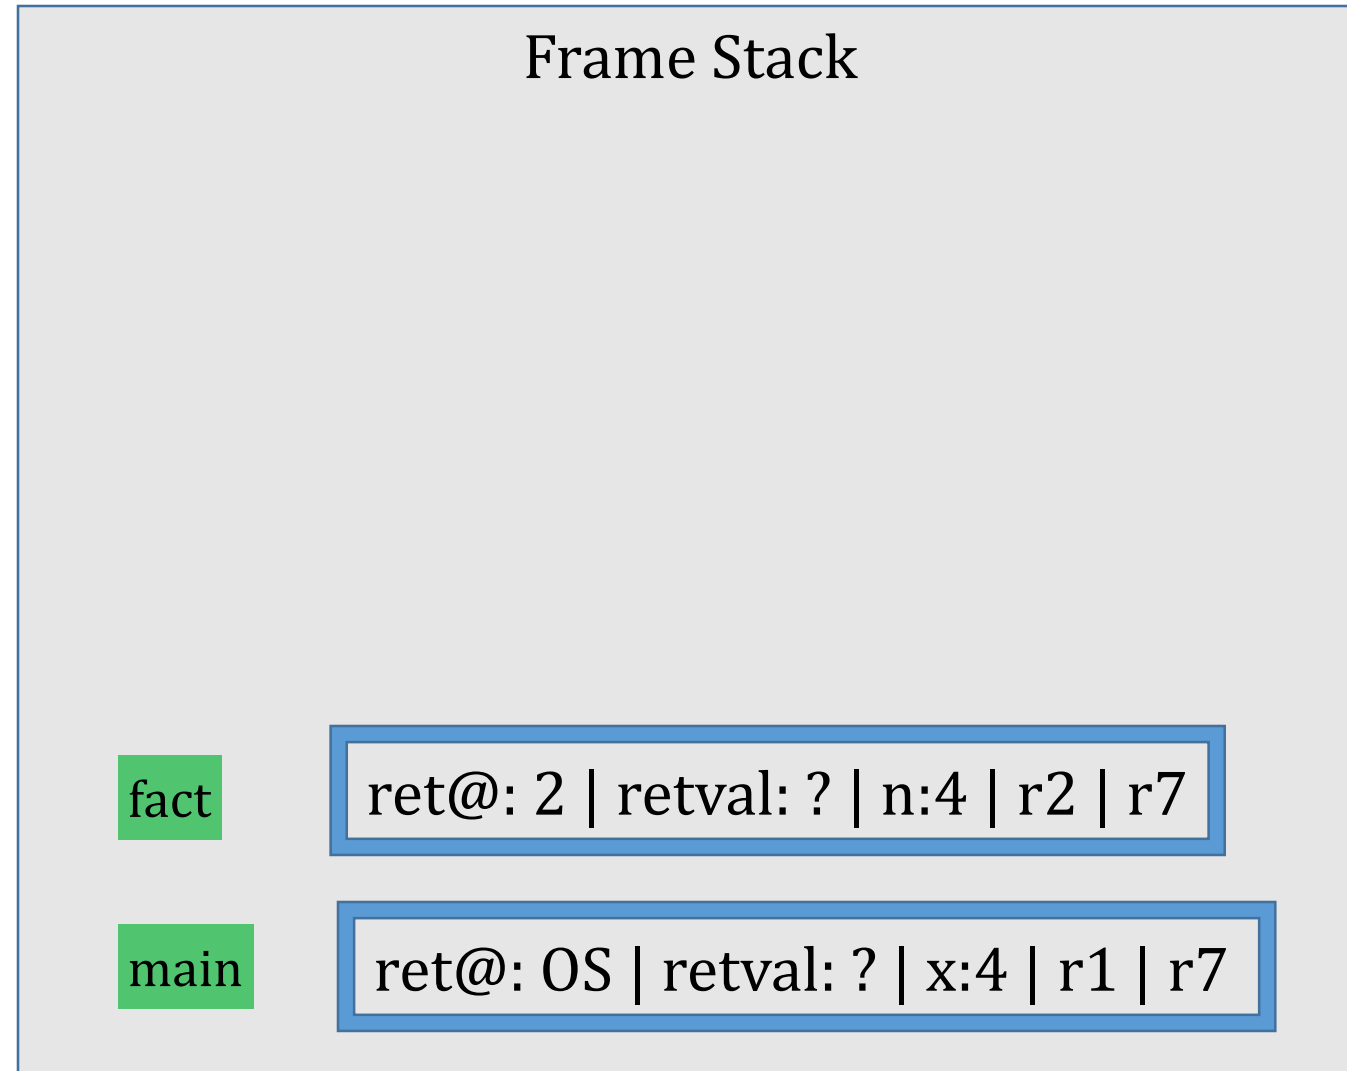 Frame Stack
fact
ret@: 2 | retval: ? | n:4 | r2 | r7
main
ret@: OS | retval: ? | x:4 | r1 | r7